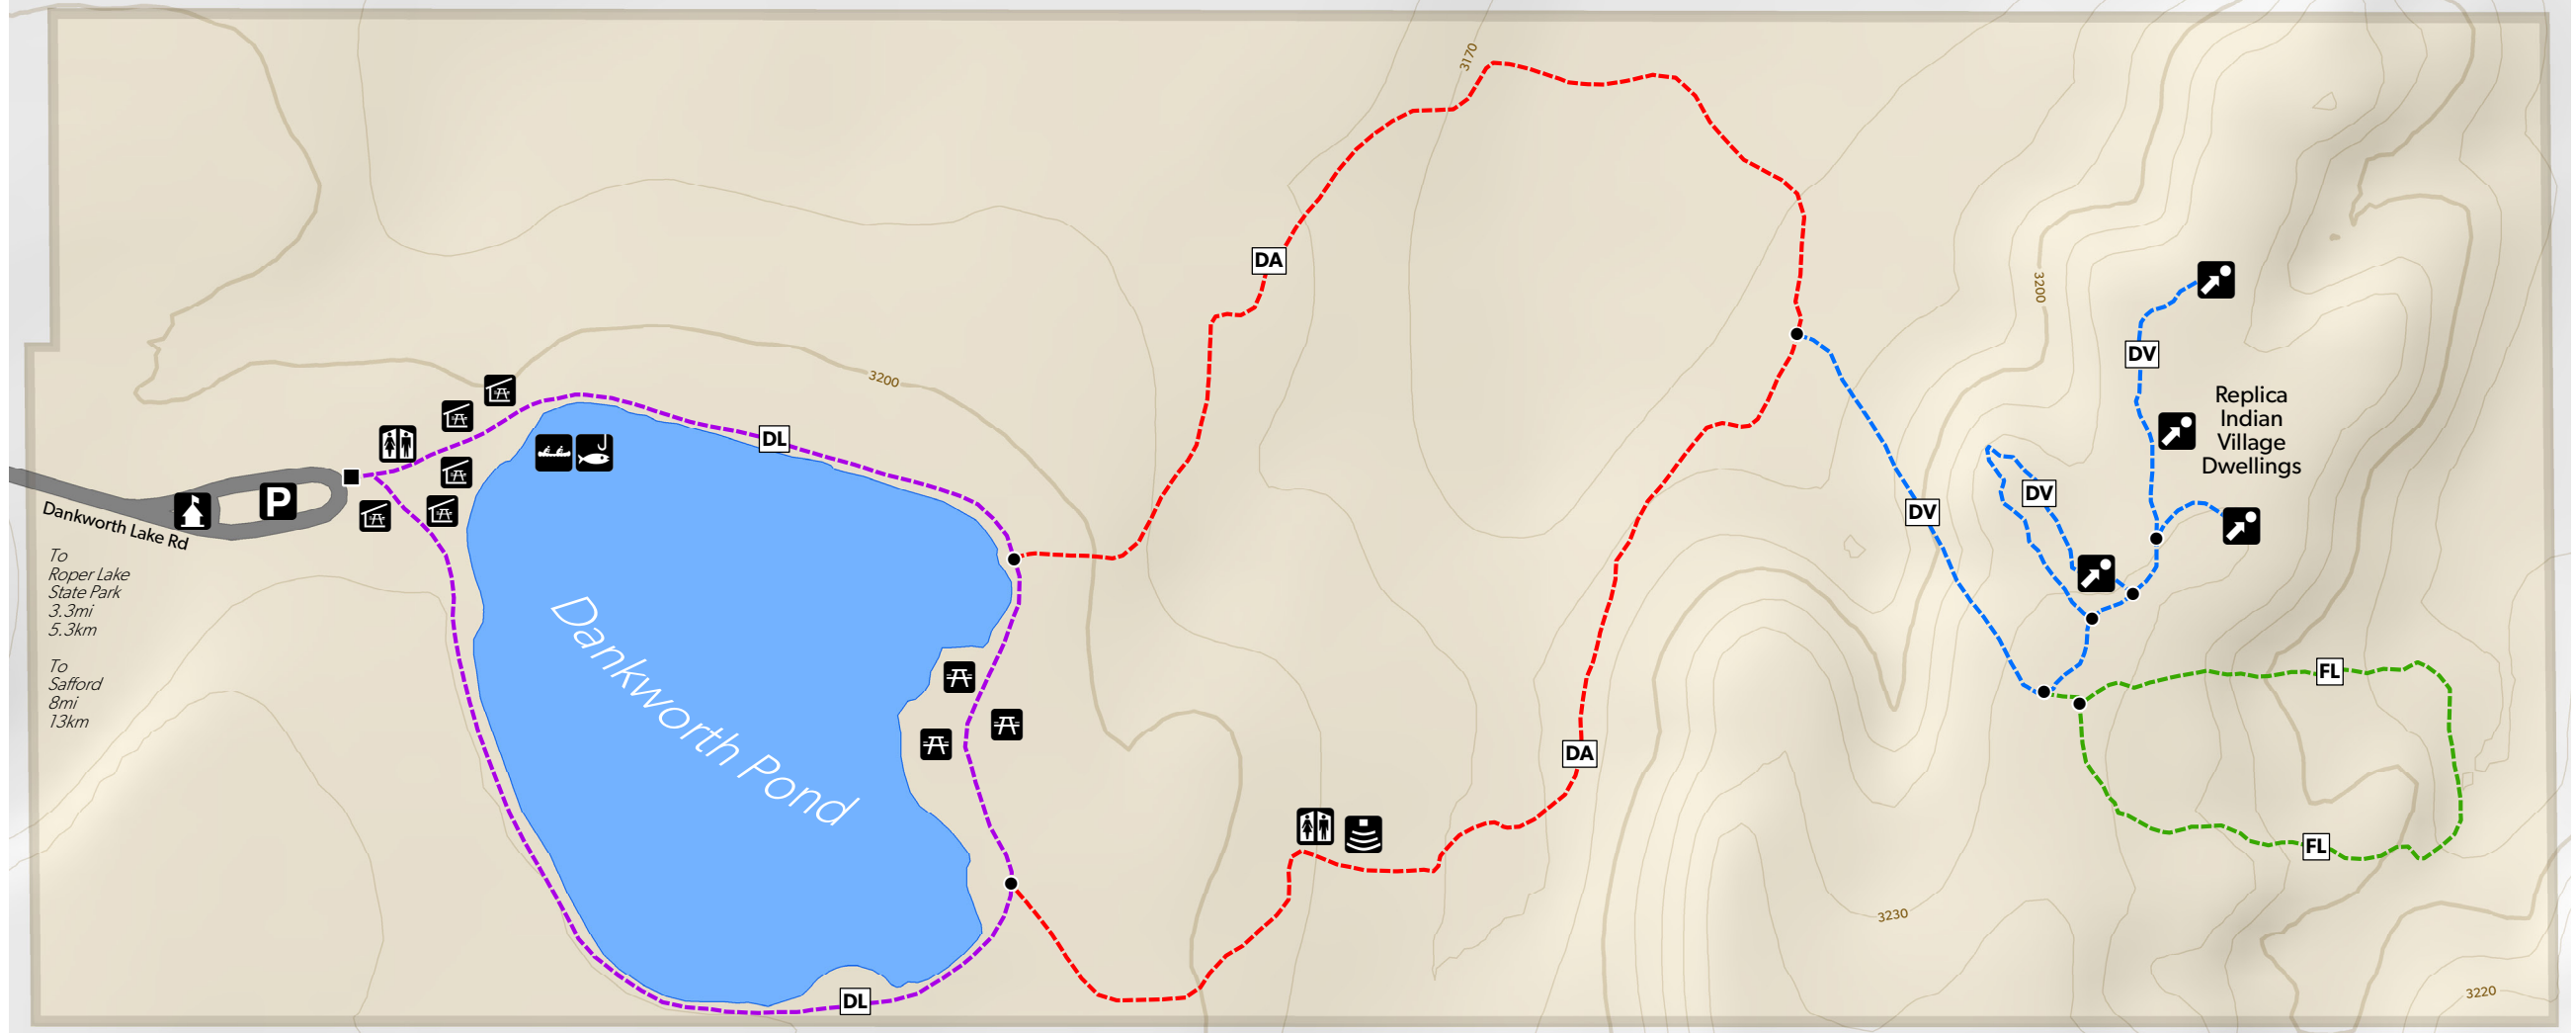 3170
DA
3200
DV
3200
Replica
Indian
Village
Dwellings
DL
P
DV
DV
Dankworth Lake Rd
To
Roper Lake
State Park
3.3mi
5.3km
To
Safford
8mi
13km
Dankworth Pond
FL
DA
FL
3230
DL
3220